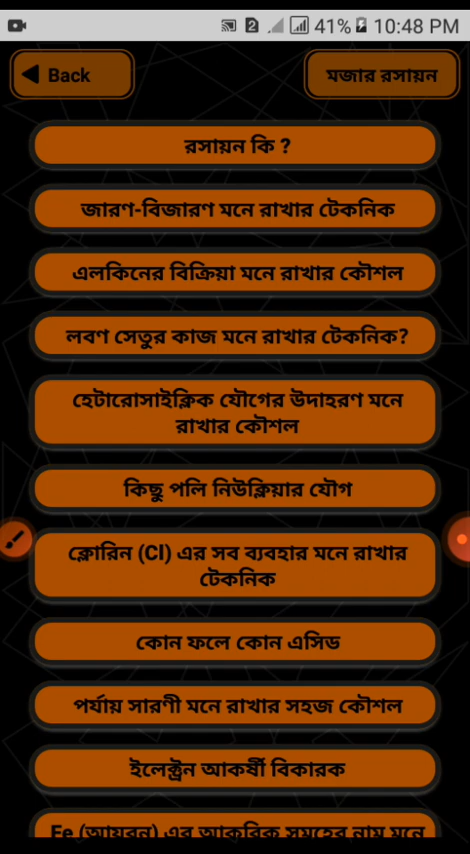 41% 10:48 PM
Back
মজার রসায়ন
রসায়ন কি ?
জারণ-বিজারণ মনে রাখার টেকনিক
এলকিনের বিক্রিয়া মনে রাখার কৌশল
লবণ সেতুর কাজ মনে রাখার টেকনিক?
হেটারোসাইক্লিক যৌগের উদাহরণ মনে
রাখার কৌশল
কিছু পলি নিউক্লিয়ার যৌগ
ক্লোরিন (Cl) এর সব ব্যবহার মনে রাখার
টেকনিক
কোন ফলে কোন এসিড
পর্যায় সারণী মনে রাখার সহজ কৌশল
ইলেক্ট্রন আকর্ষী বিকারক
Fe (আয়রন) এর আকরিক সমূহের নাম মনে